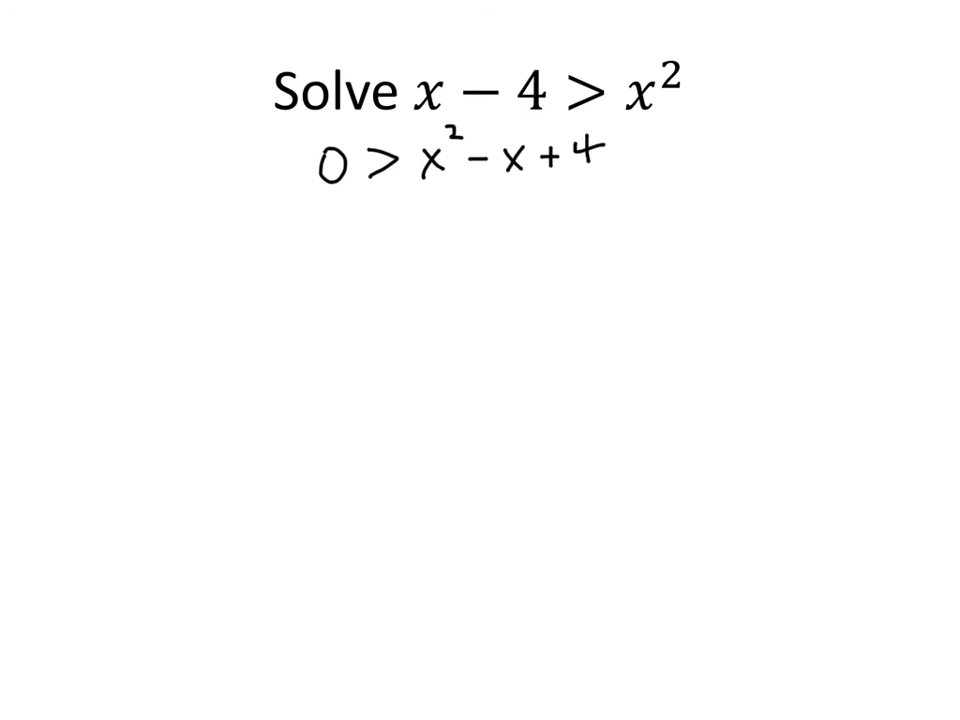 Solve x − 4 > x²
0 > x² - x + 4